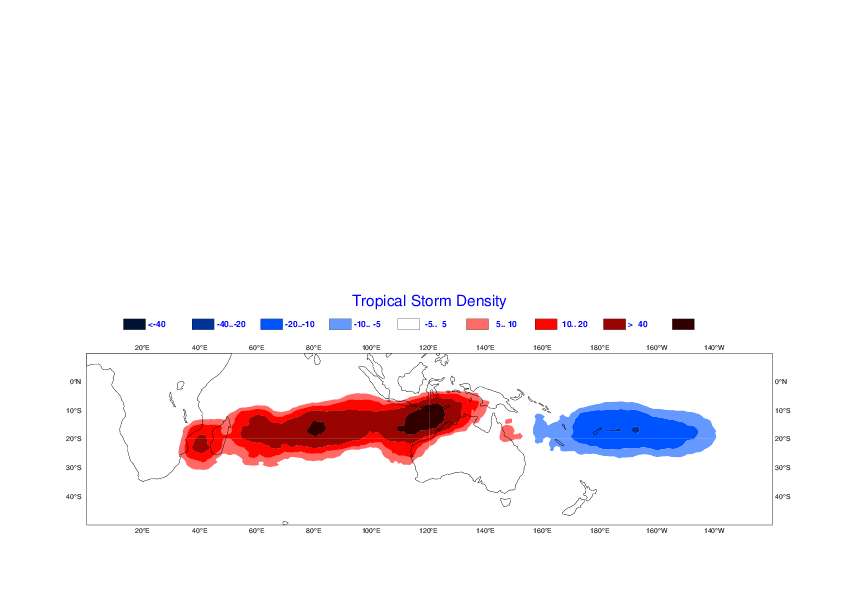 Tropical Storm Density
<-40 -40..-20 -20..-10 -10.. -5 -5.. 5 5.. 10 10.. 20 > 40
20°E 40°E 60°E 80°E 100°E 120°E 140°E 160°E 180°E 160°W 140°W
0°N 0°N
10°S 10°S
20°S 20°S
30°S 30°S
40°S 40°S
20°E 40°E 60°E 80°E 100°E 120°E 140°E 160°E 180°E 160°W 140°W